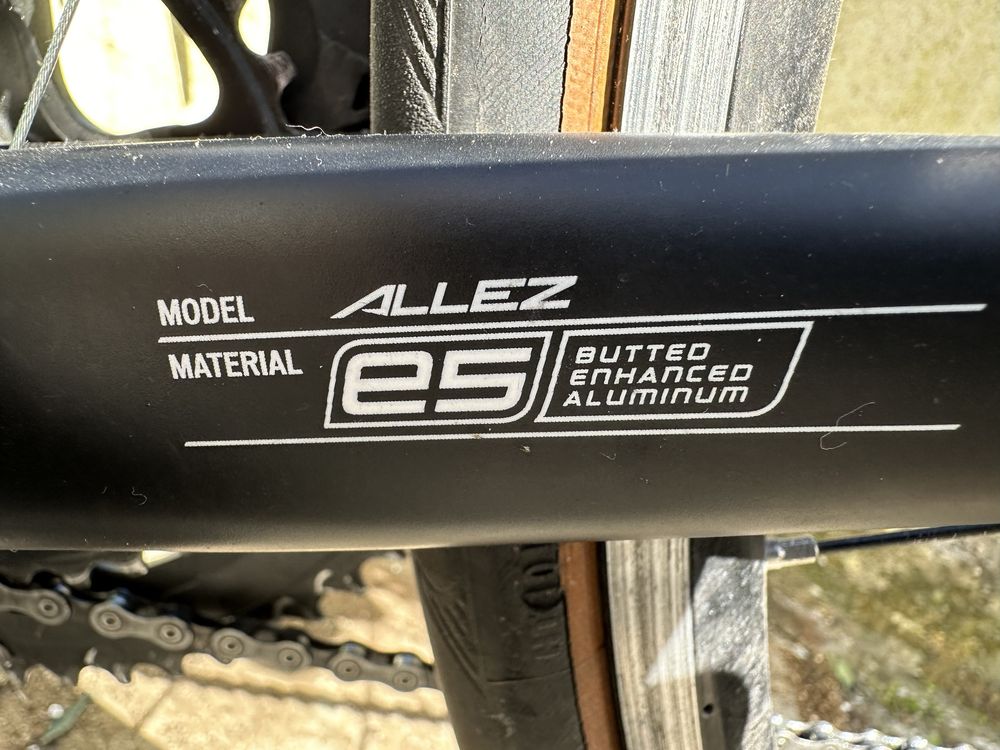 MODEL ALLEZ
MATERIAL e5 BUTTED
ENHANCED
ALUMINUM